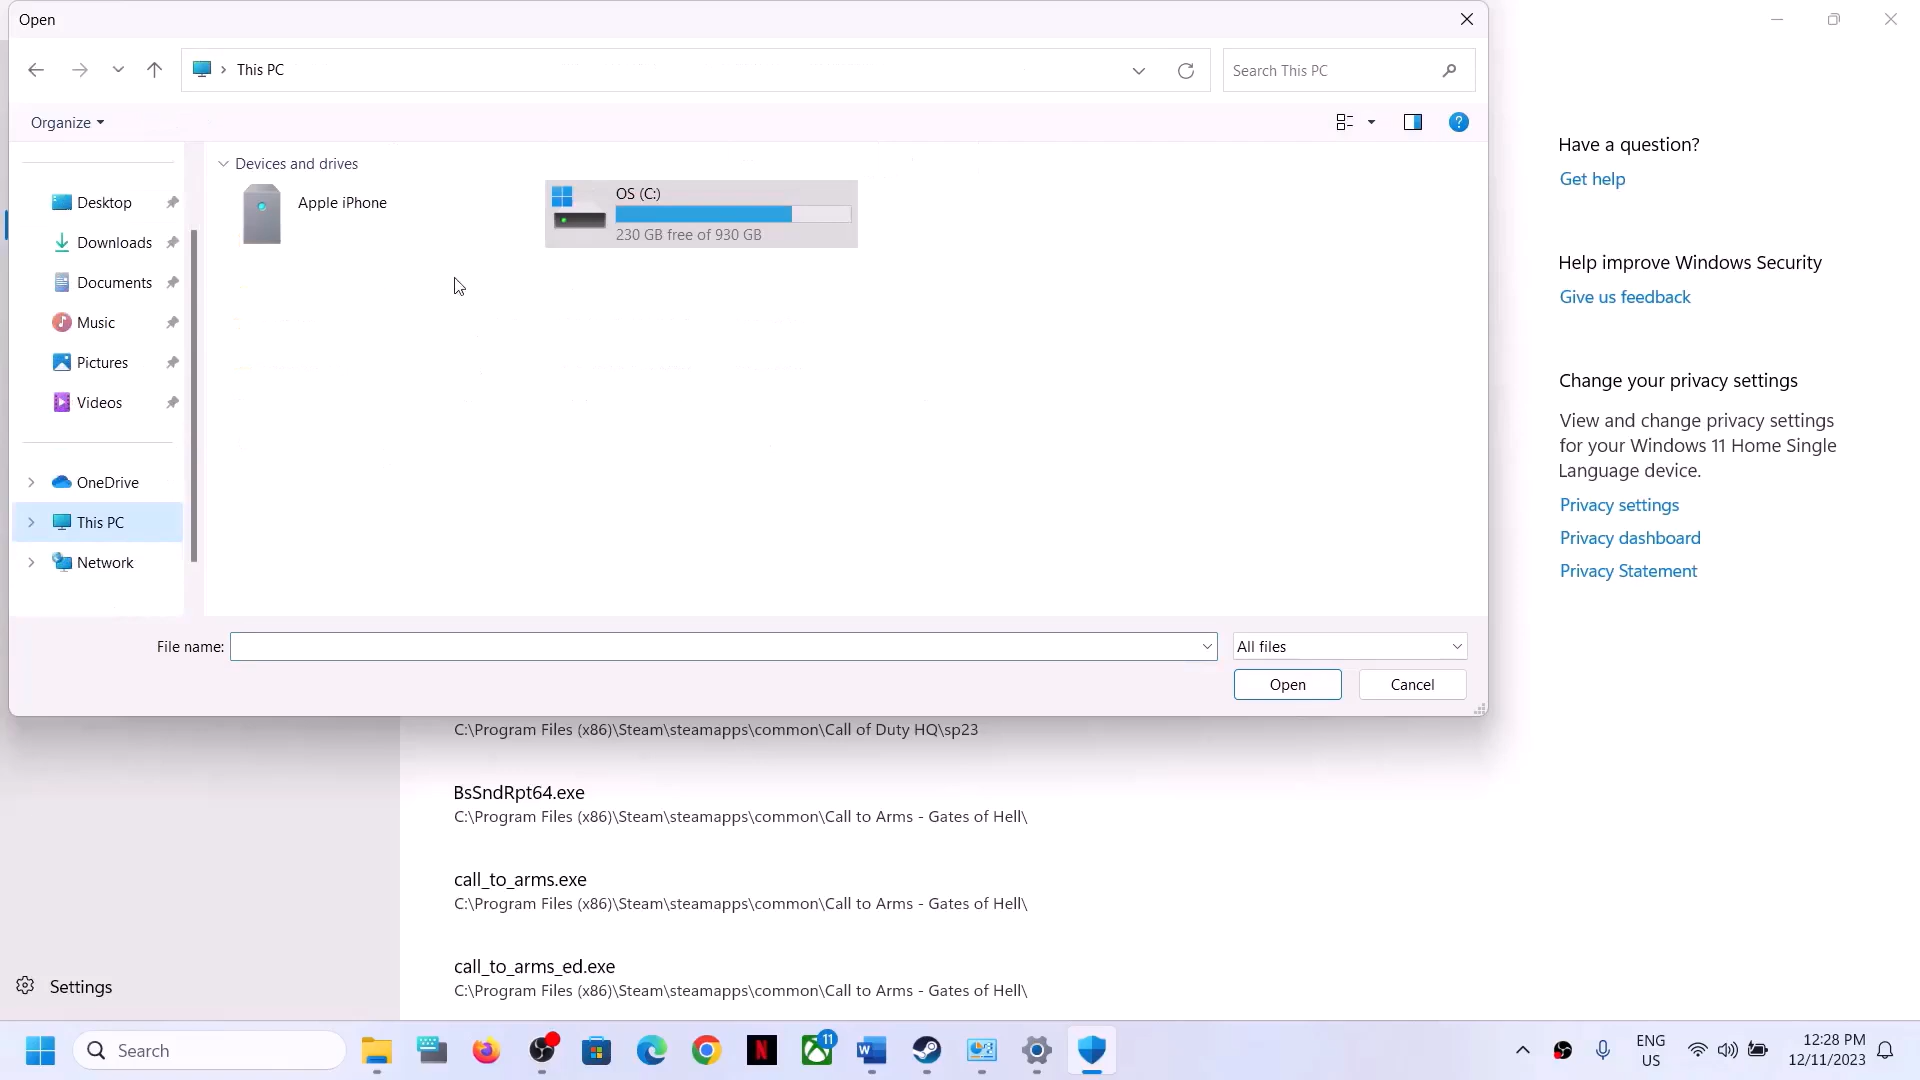 Open
This PC
Search This PC
Organize
Desktop
Downloads
Documents
Music
Pictures
Videos
OneDrive
This PC
Network
Devices and drives
Apple iPhone
OS (C:)
230 GB free of 930 GB
File name:
All files
Open
Cancel
Have a question?
Get help
Help improve Windows Security
Give us feedback
Change your privacy settings
View and change privacy settings
for your Windows 11 Home Single
Language device.
Privacy settings
Privacy dashboard
Privacy Statement
C:\Program Files (x86)\Steam\steamapps\common\Call of Duty HQ\sp23
BsSndRpt64.exe
C:\Program Files (x86)\Steam\steamapps\common\Call to Arms - Gates of Hell\
call_to_arms.exe
C:\Program Files (x86)\Steam\steamapps\common\Call to Arms - Gates of Hell\
call_to_arms_ed.exe
C:\Program Files (x86)\Steam\steamapps\common\Call to Arms - Gates of Hell\
Settings
Search
11
ENG
US
12:28 PM
12/11/2023